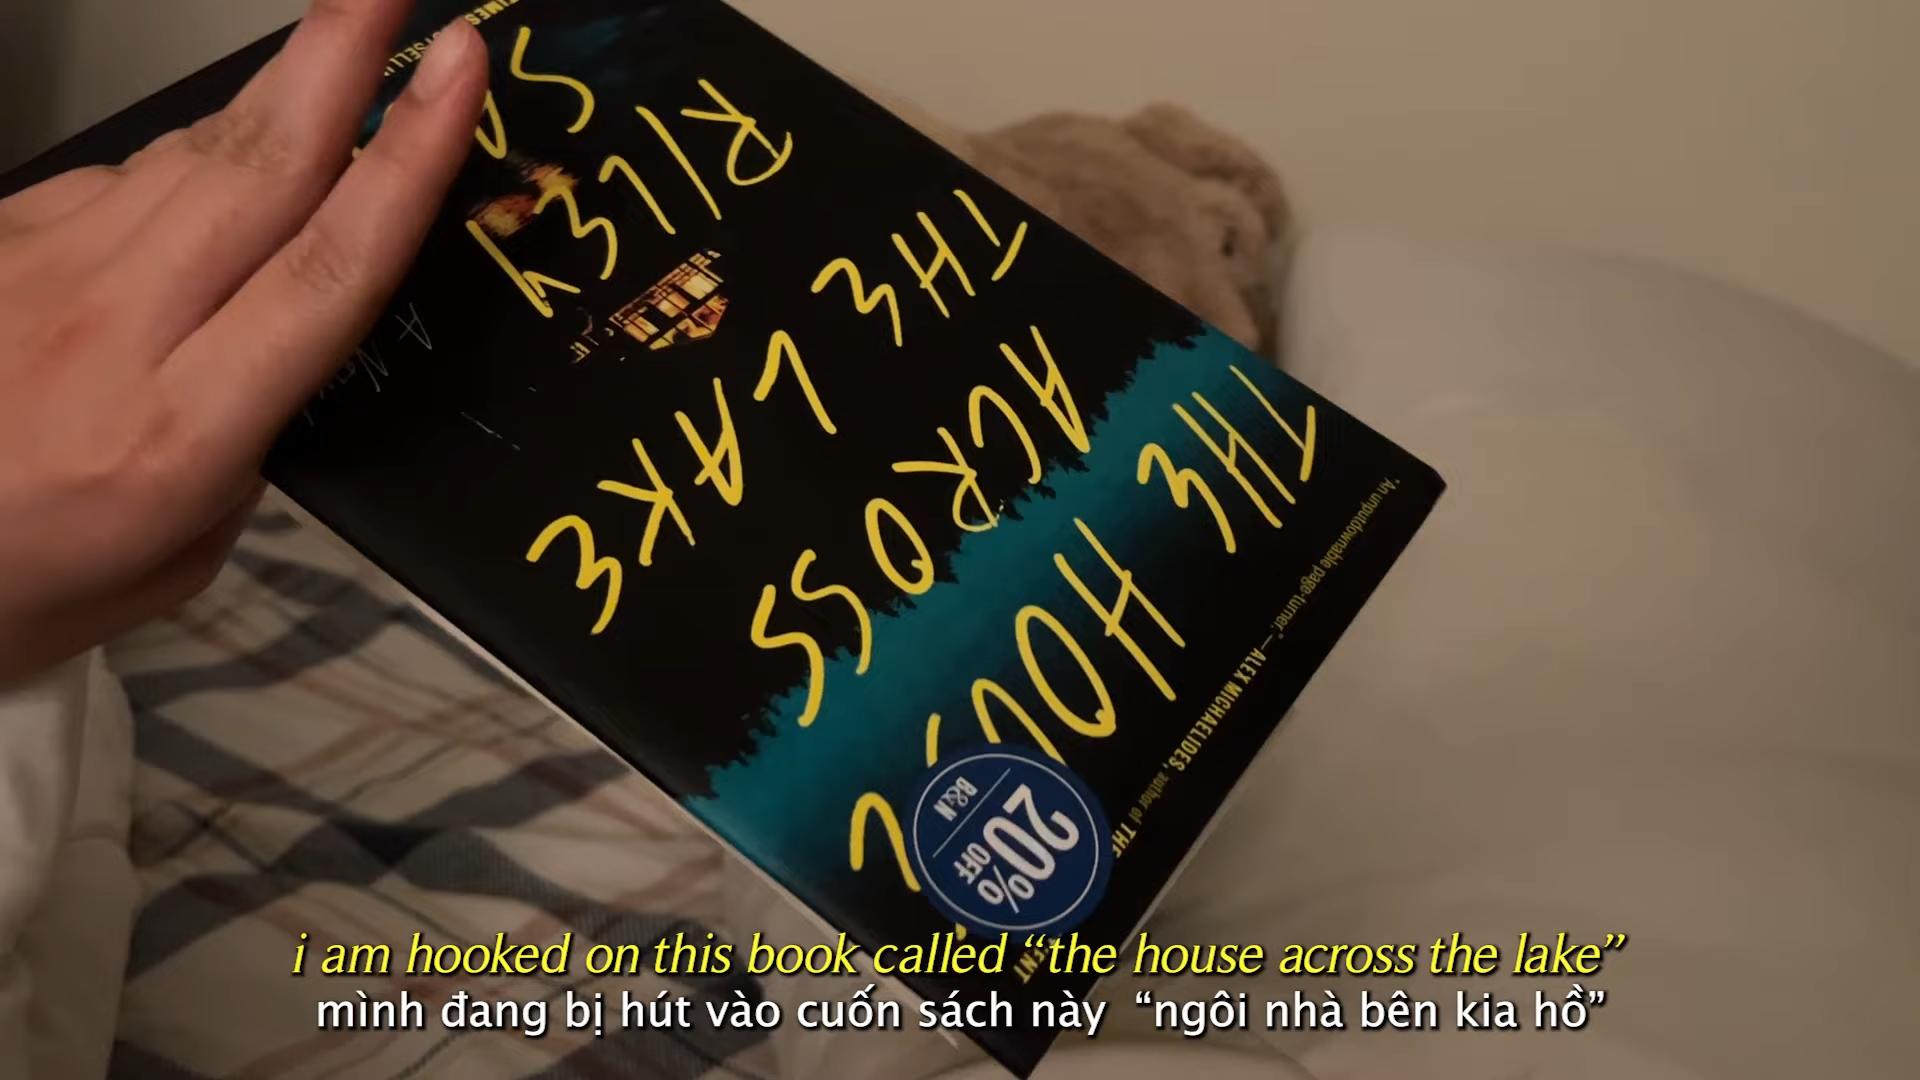 "An unputdownable page-turner."—ALEX MICHAELIDES, author of THE
THE
ACROSS
THE LAKE
RILEY
B&N
20%
OFF
i am hooked on this book called “the house across the lake”
mình đang bị hút vào cuốn sách này “ngôi nhà bên kia hồ”